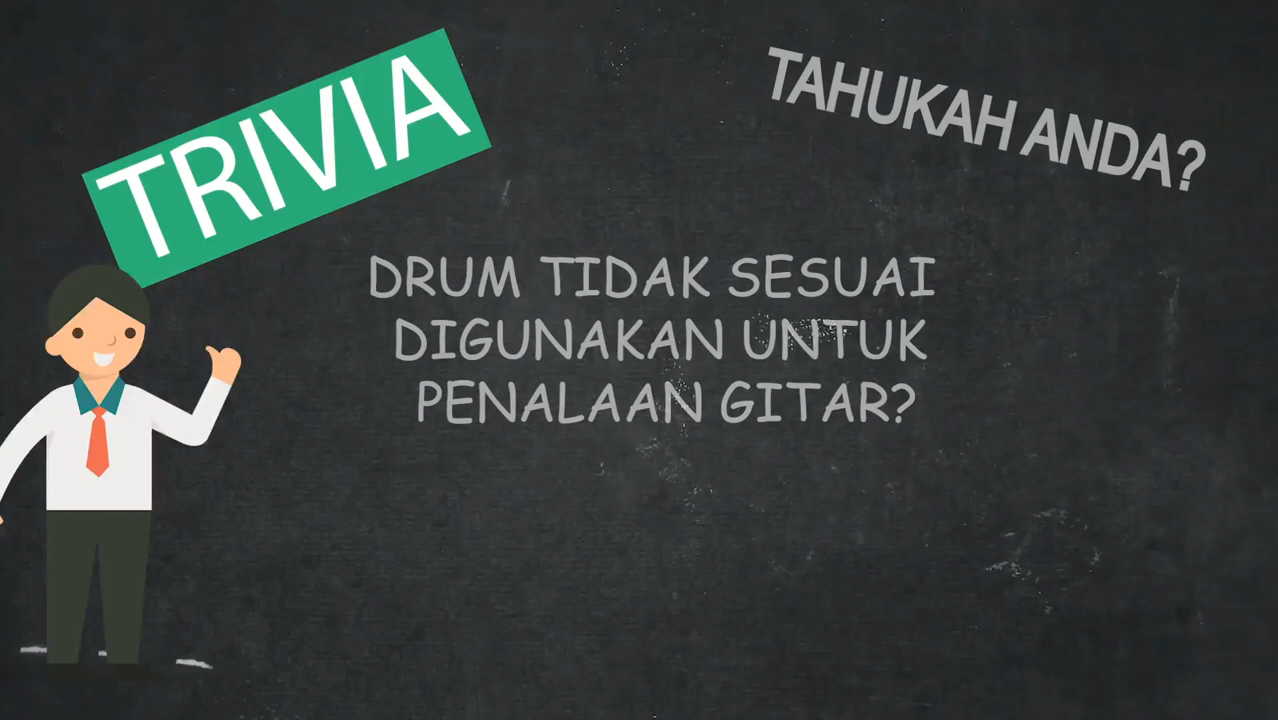 TRIVIA
TAHUKAH ANDA?
DRUM TIDAK SESUAI
DIGUNAKAN UNTUK
PENALAAN GITAR?